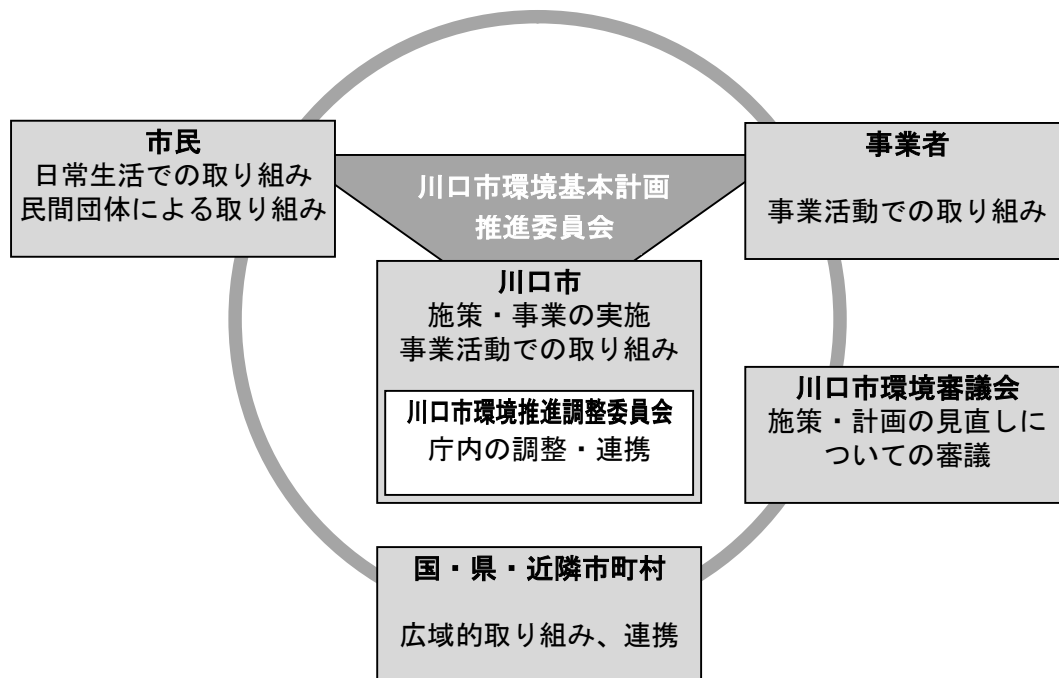 市民
日常生活での取り組み
民間団体による取り組み
川口市環境基本計画
推進委員会
事業者
事業活動での取り組み
川口市
施策・事業の実施
事業活動での取り組み
川口市環境推進調整委員会
庁内の調整・連携
川口市環境審議会
施策・計画の見直しに
ついての審議
国・県・近隣市町村
広域的取り組み、連携